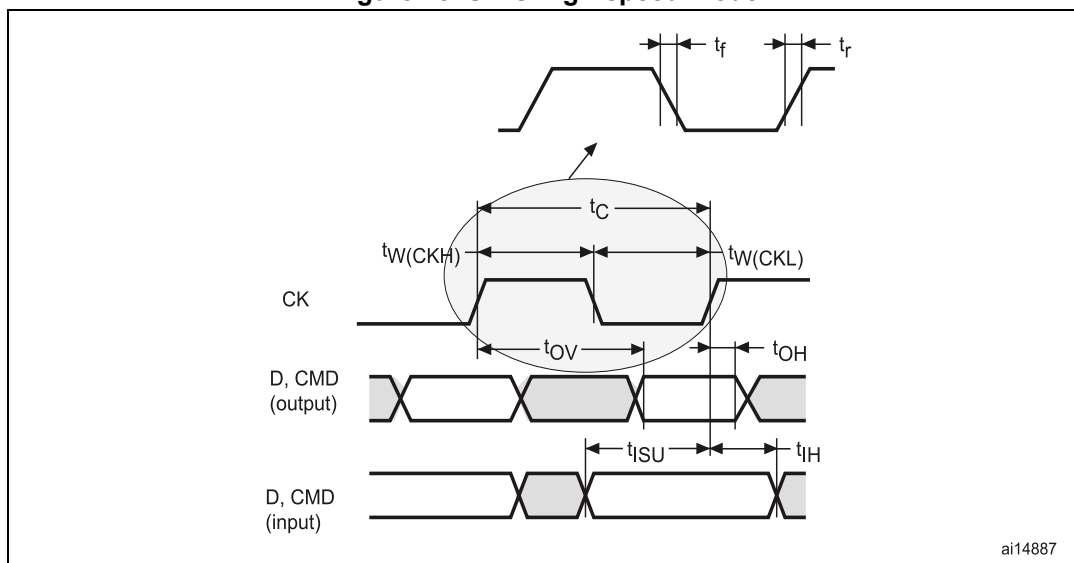 tf
tr
tC
tW(CKH)
tW(CKL)
CK
tOV
tOH
D, CMD
(output)
tISU
tIH
D, CMD
(input)
ai14887